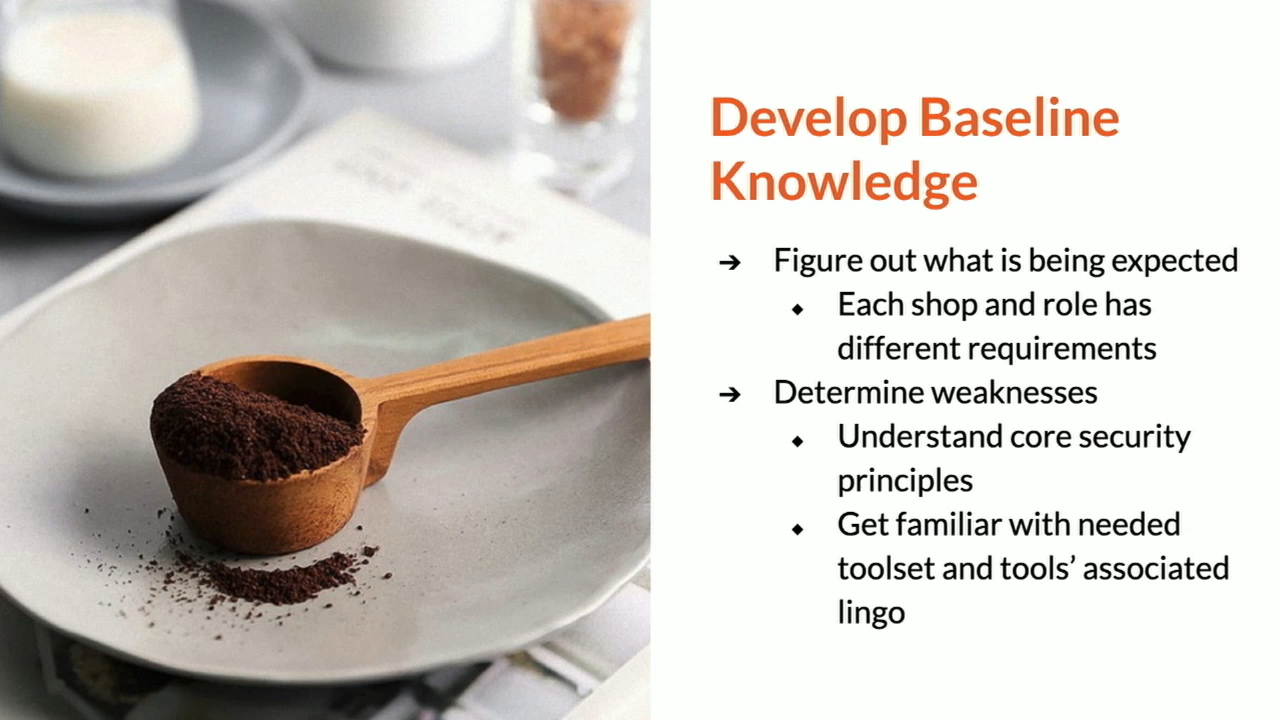 Develop Baseline
Knowledge
➔ Figure out what is being expected
◆ Each shop and role has
different requirements
➔ Determine weaknesses
◆ Understand core security
principles
◆ Get familiar with needed
toolset and tools’ associated
lingo